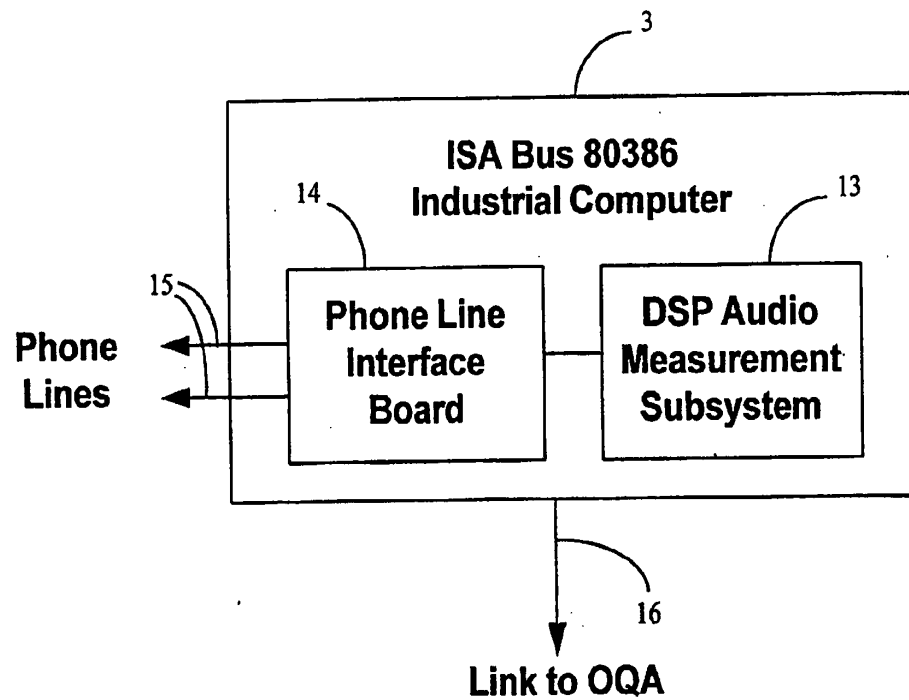 3
ISA Bus 80386
Industrial Computer
14
13
15
Phone Line
Interface
Board
DSP Audio
Measurement
Subsystem
Phone
Lines
16
Link to OQA